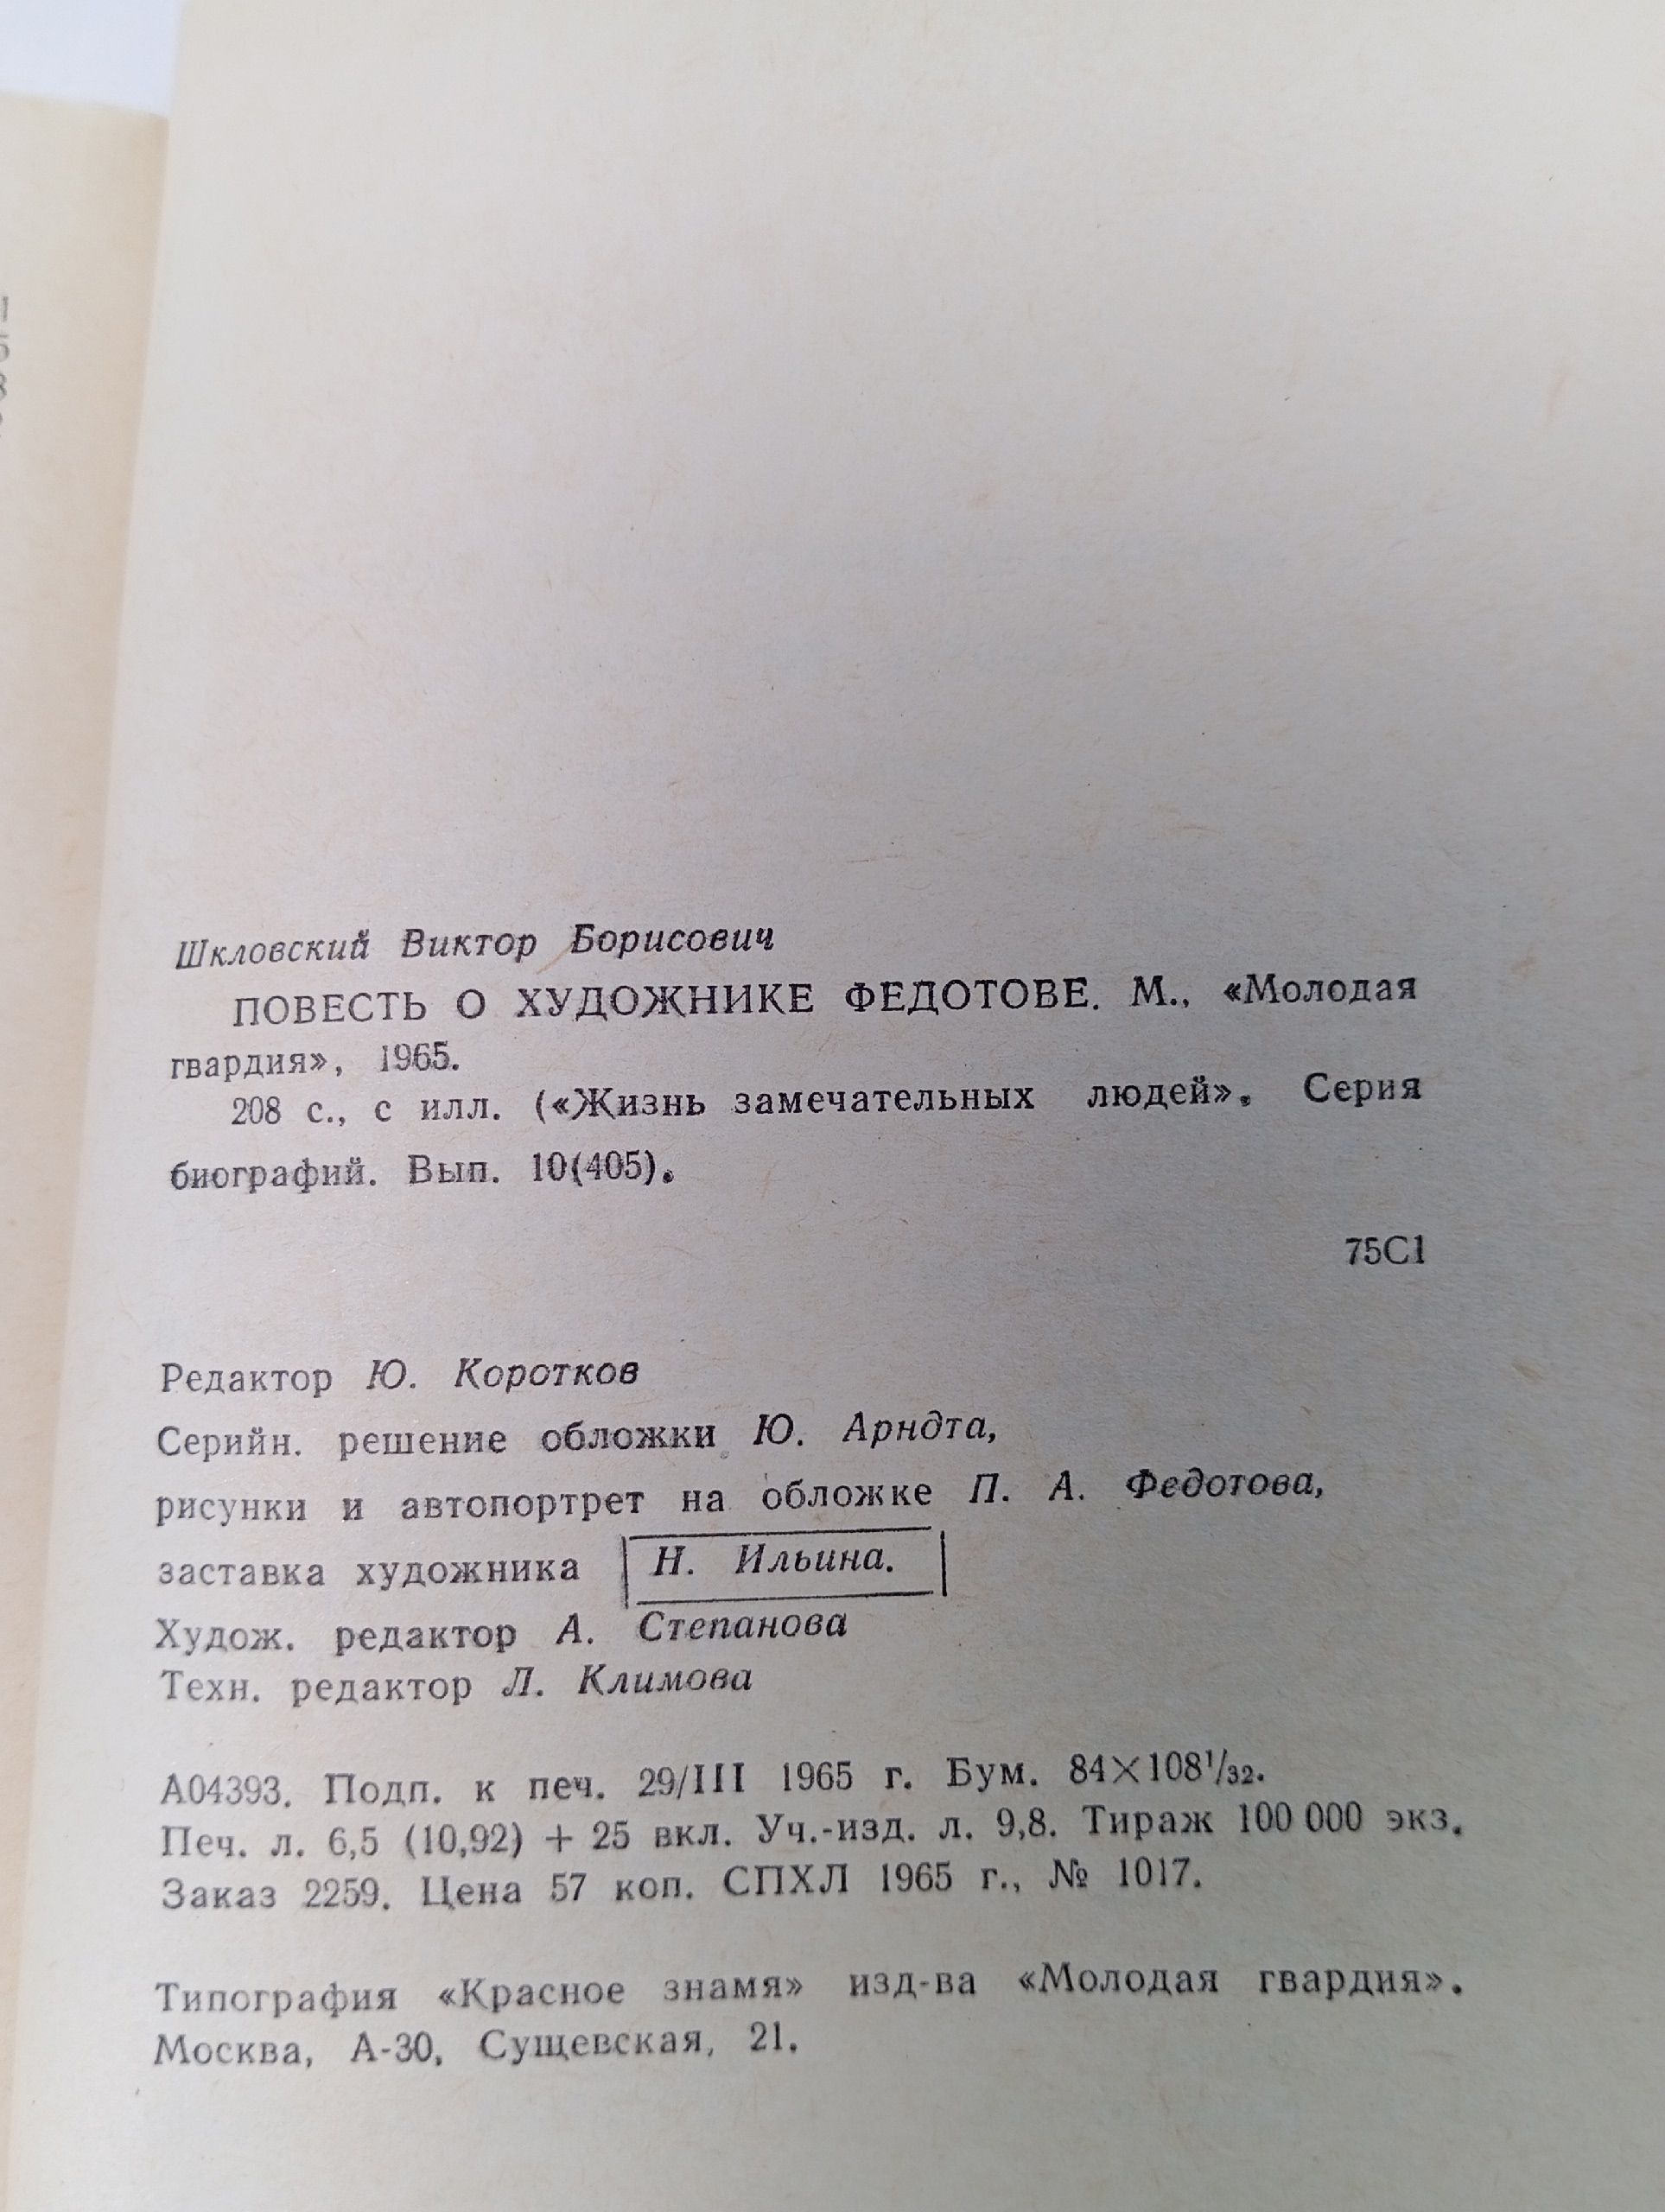 Шкловский Виктор Борисович
ПОВЕСТЬ О ХУДОЖНИКЕ ФЕДОТОВЕ. М., «Молодая
гвардия», 1965.
208 с., с илл. («Жизнь замечательных людей». Серия
биографий. Вып. 10(405).
75С1
Редактор Ю. Коротков
Серийн. решение обложки Ю. Арндта,
рисунки и автопортрет на обложке П. А. Федотова,
заставка художника Н. Ильина.
Худож. редактор А. Степанова
Техн. редактор Л. Климова
А04393. Подп. к печ. 29/III 1965 г. Бум. 84×108¹/₃₂.
Печ. л. 6,5 (10,92) + 25 вкл. Уч.-изд. л. 9,8. Тираж 100 000 экз.
Заказ 2259. Цена 57 коп. СПХЛ 1965 г., № 1017.
Типография «Красное знамя» изд-ва «Молодая гвардия».
Москва, А-30, Сущевская, 21.